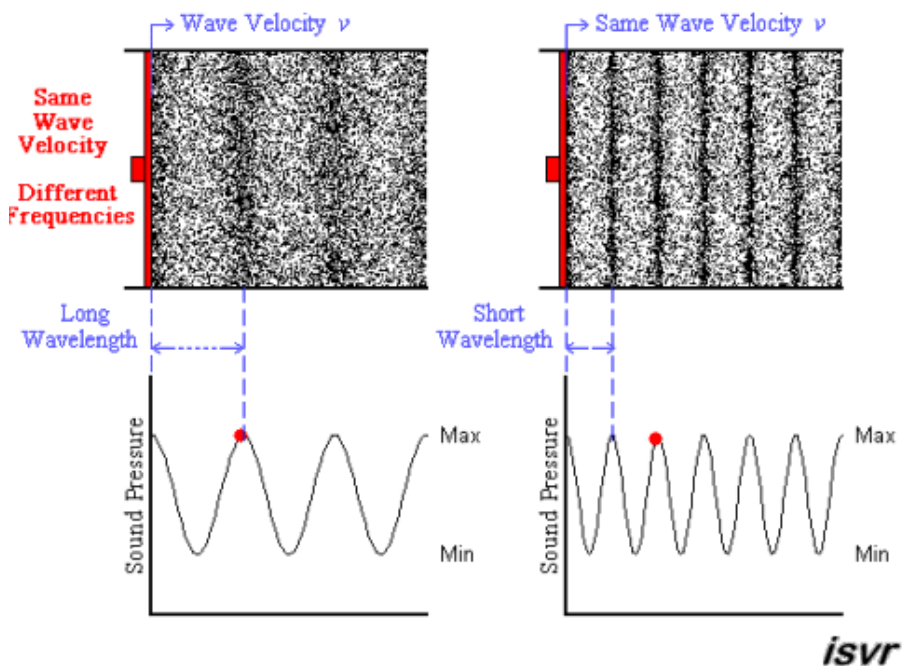 Wave Velocity v
Same Wave Velocity v
Same
Wave
Velocity
Different
Frequencies
Long
Wavelength
Short
Wavelength
Sound Pressure
Max
Min
Sound Pressure
Max
Min
isvr